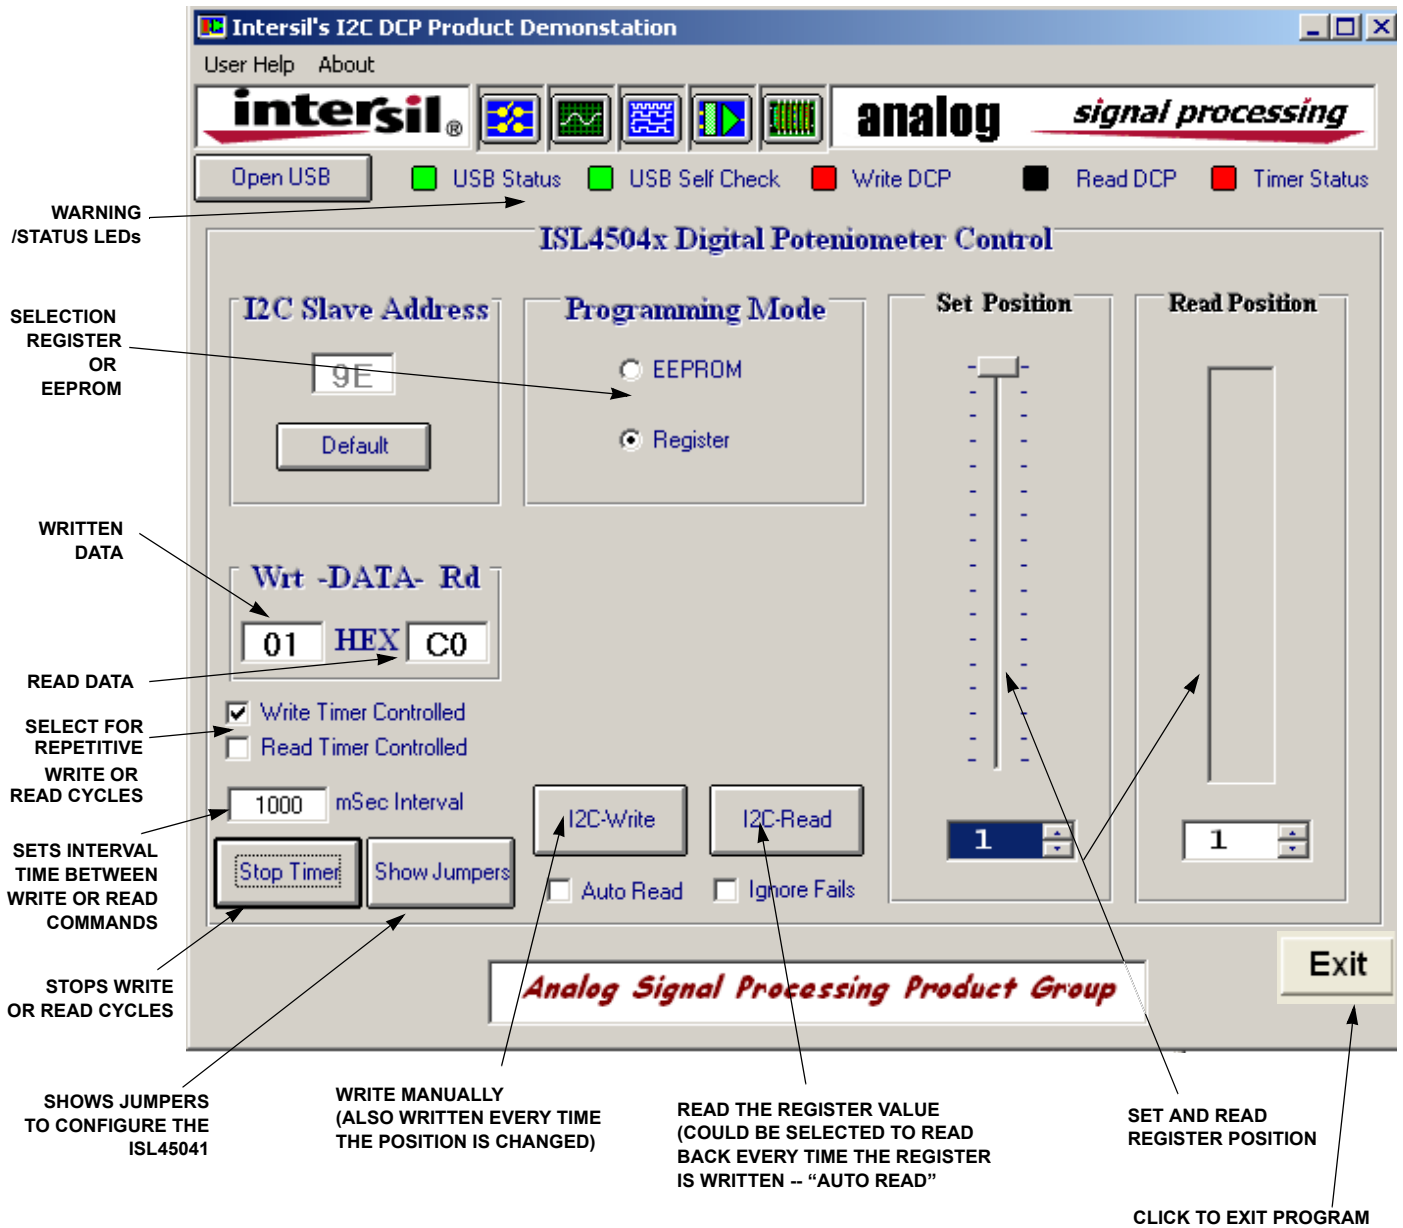 Intersil's I2C DCP Product Demonstation
User Help About
intersil®
analog signal processing
Open USB
USB Status
USB Self Check
Write DCP
Read DCP
Timer Status
WARNING
/STATUS LEDs
ISL4504x Digital Poteniometer Control
I2C Slave Address
9E
Default
Programming Mode
EEPROM
Register
Set Position
Read Position
SELECTION
REGISTER
OR
EEPROM
WRITTEN
DATA
Wrt -DATA- Rd
01 HEX C0
READ DATA
Write Timer Controlled
Read Timer Controlled
SELECT FOR
REPETITIVE
WRITE OR
READ CYCLES
1000 mSec Interval
I2C-Write
I2C-Read
1
1
SETS INTERVAL
TIME BETWEEN
WRITE OR READ
COMMANDS
Stop Timer
Show Jumpers
Auto Read
Ignore Fails
Exit
STOPS WRITE
OR READ CYCLES
Analog Signal Processing Product Group
SHOWS JUMPERS
TO CONFIGURE THE
ISL45041
WRITE MANUALLY
(ALSO WRITTEN EVERY TIME
THE POSITION IS CHANGED)
READ THE REGISTER VALUE
(COULD BE SELECTED TO READ
BACK EVERY TIME THE REGISTER
IS WRITTEN -- “AUTO READ”
SET AND READ
REGISTER POSITION
CLICK TO EXIT PROGRAM